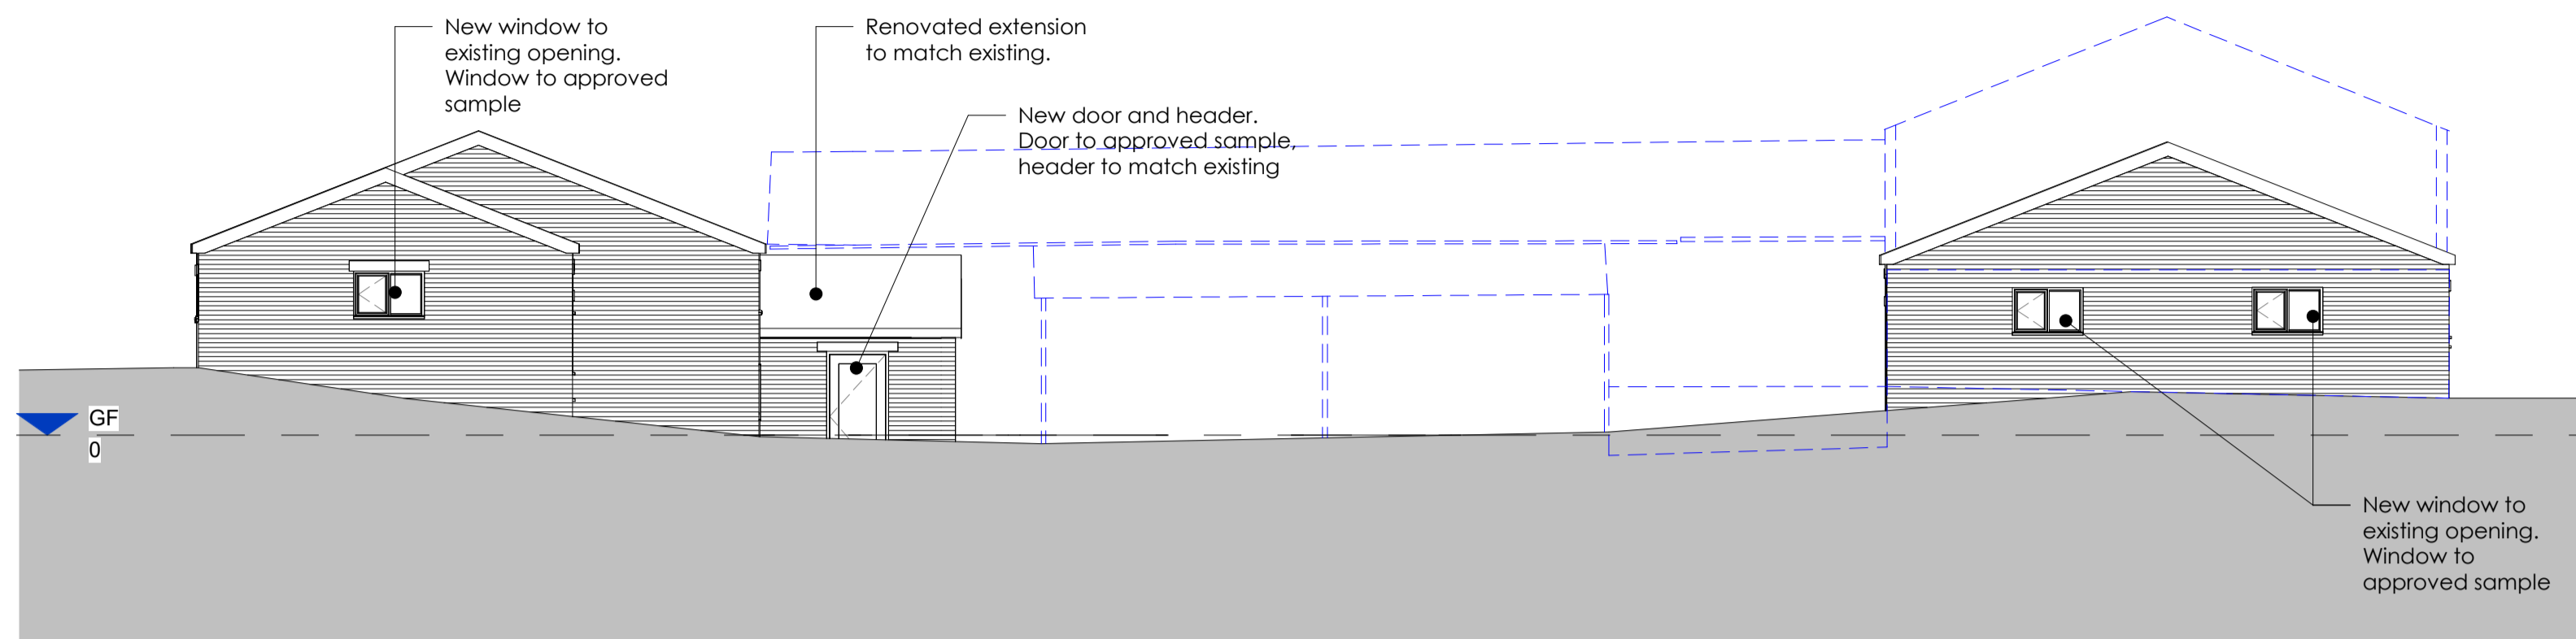 New window to
existing opening.
Window to approved
sample
Renovated extension
to match existing.
New door and header.
Door to approved sample,
header to match existing
GF
0
New window to
existing opening.
Window to
approved sample